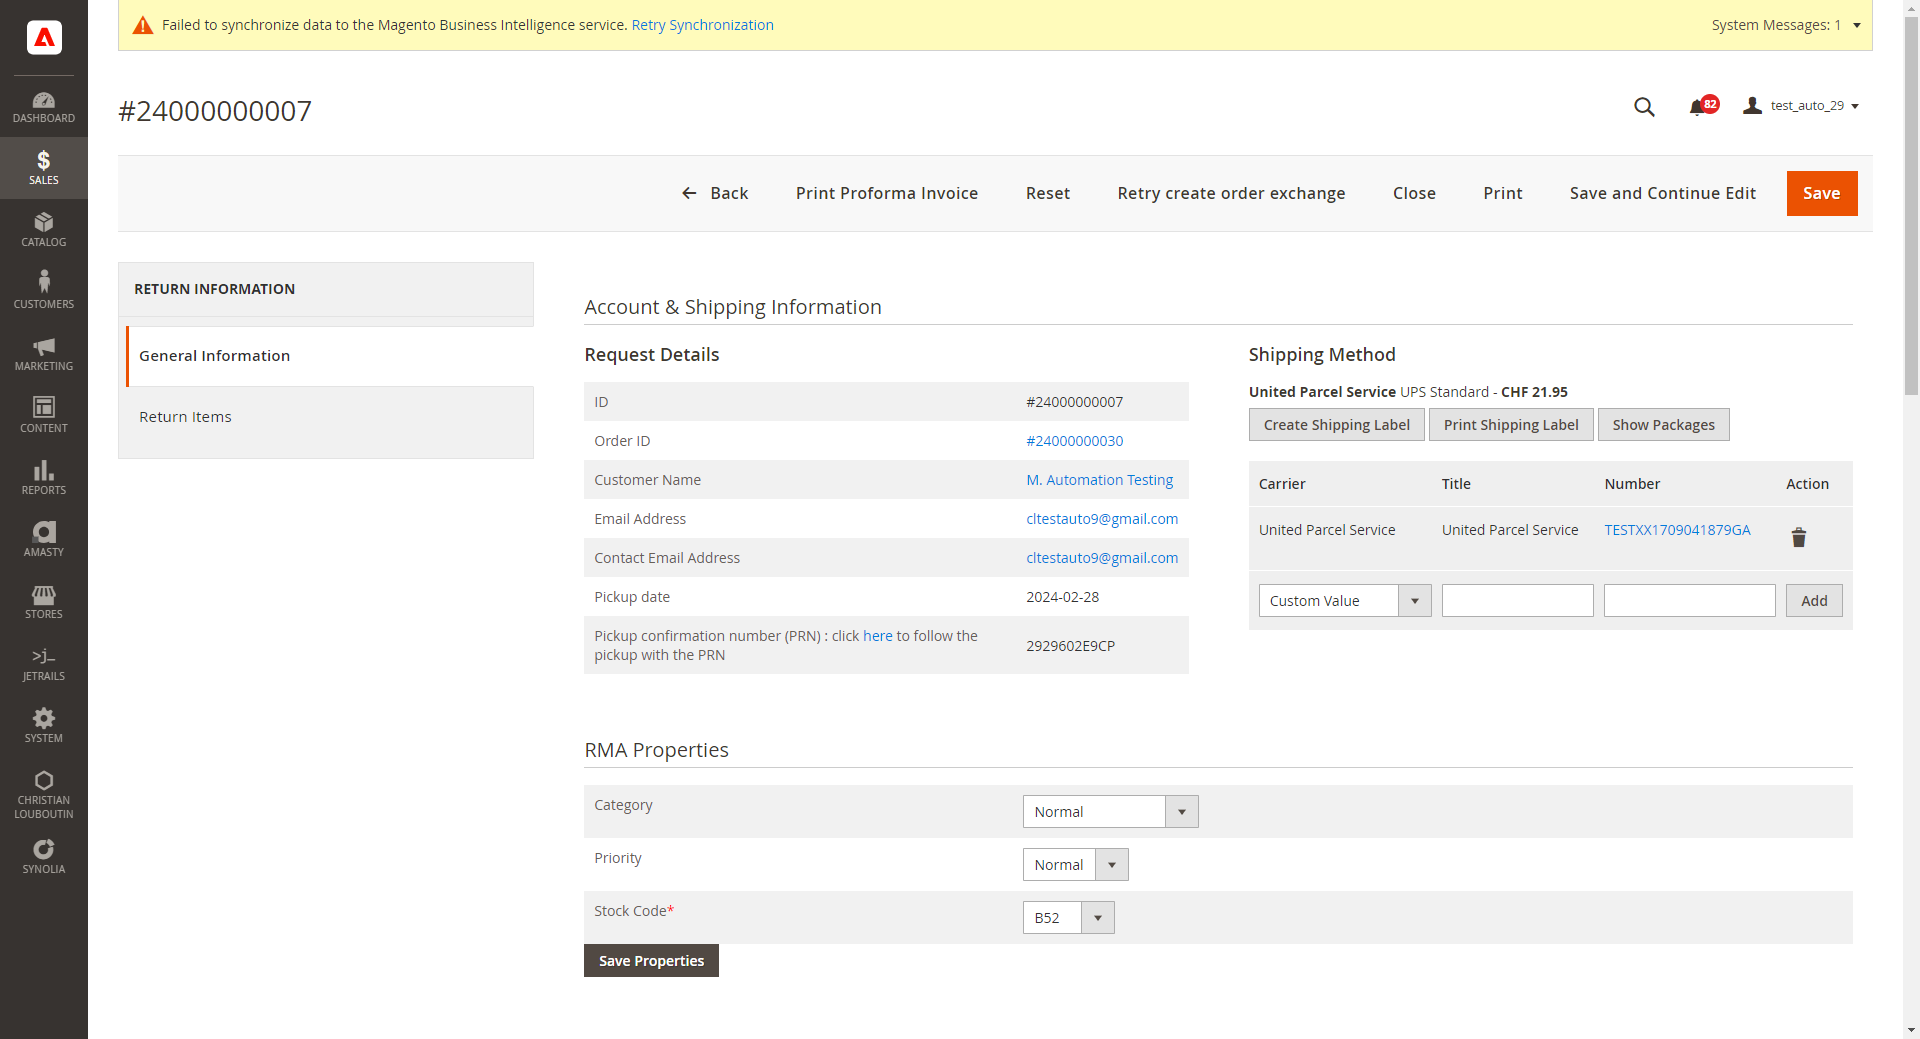 Failed to synchronize data to the Magento Business Intelligence service. Retry Synchronization
System Messages: 1
#24000000007
82
test_auto_29
DASHBOARD
SALES
CATALOG
CUSTOMERS
MARKETING
CONTENT
REPORTS
AMASTY
STORES
>j_
JETRAILS
SYSTEM
CHRISTIAN
LOUBOUTIN
SYNOLIA
Back Print Proforma Invoice Reset Retry create order exchange Close Print Save and Continue Edit Save
RETURN INFORMATION
General Information
Return Items
Account & Shipping Information
Request Details
ID #24000000007
Order ID #24000000030
Customer Name M. Automation Testing
Email Address cltestauto9@gmail.com
Contact Email Address cltestauto9@gmail.com
Pickup date 2024-02-28
Pickup confirmation number (PRN) : click here to follow the
pickup with the PRN
2929602E9CP
Shipping Method
United Parcel Service UPS Standard - CHF 21.95
Create Shipping Label Print Shipping Label Show Packages
Carrier Title Number Action
United Parcel Service United Parcel Service TESTXX1709041879GA
Custom Value Add
RMA Properties
Category Normal
Priority Normal
Stock Code* B52
Save Properties